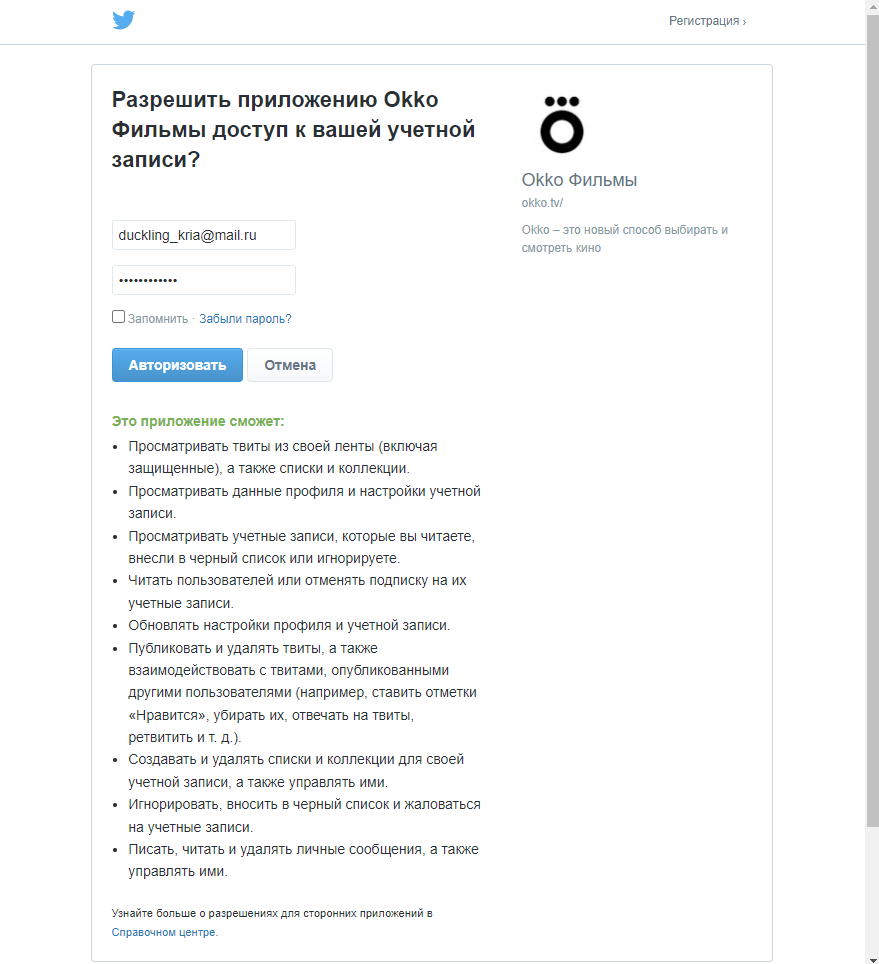 Регистрация ›
Разрешить приложению Okko
Фильмы доступ к вашей учетной
записи?
Okko Фильмы
okko.tv/
Okko – это новый способ выбирать и
смотреть кино
duckling_kria@mail.ru
••••••••••••
Запомнить · Забыли пароль?
Авторизовать
Отмена
Это приложение сможет:
• Просматривать твиты из своей ленты (включая
защищенные), а также списки и коллекции.
• Просматривать данные профиля и настройки учетной
записи.
• Просматривать учетные записи, которые вы читаете,
внесли в черный список или игнорируете.
• Читать пользователей или отменять подписку на их
учетные записи.
• Обновлять настройки профиля и учетной записи.
• Публиковать и удалять твиты, а также
взаимодействовать с твитами, опубликованными
другими пользователями (например, ставить отметки
«Нравится», убирать их, отвечать на твиты,
ретвитить и т. д.).
• Создавать и удалять списки и коллекции для своей
учетной записи, а также управлять ими.
• Игнорировать, вносить в черный список и жаловаться
на учетные записи.
• Писать, читать и удалять личные сообщения, а также
управлять ими.
Узнайте больше о разрешениях для сторонних приложений в
Справочном центре.